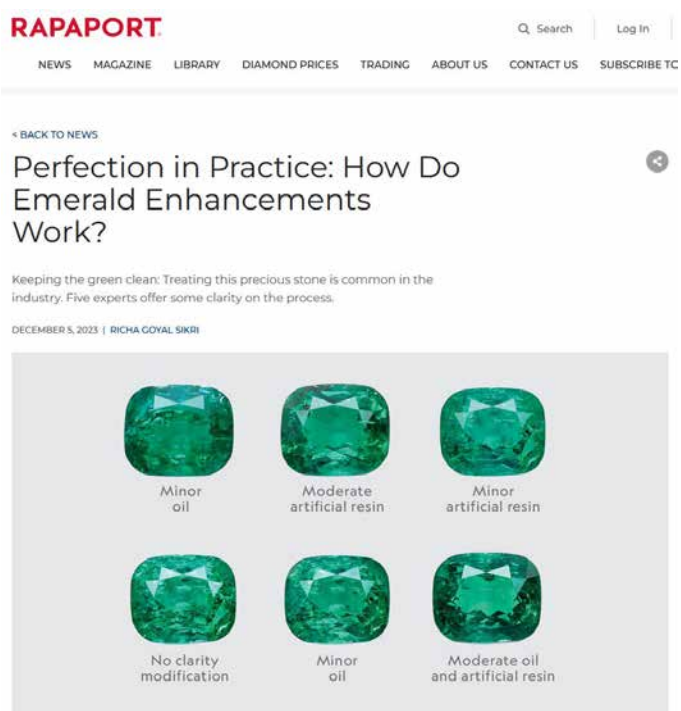 RAPAPORT
Search
Log In
NEWS MAGAZINE LIBRARY DIAMOND PRICES TRADING ABOUT US CONTACT US SUBSCRIBE TO
< BACK TO NEWS
Perfection in Practice: How Do
Emerald Enhancements
Work?
Keeping the green clean: Treating this precious stone is common in the
industry. Five experts offer some clarity on the process.
DECEMBER 5, 2023 | RICHA GOYAL SIKRI
Minor
oil
Moderate
artificial resin
Minor
artificial resin
No clarity
modification
Minor
oil
Moderate oil
and artificial resin